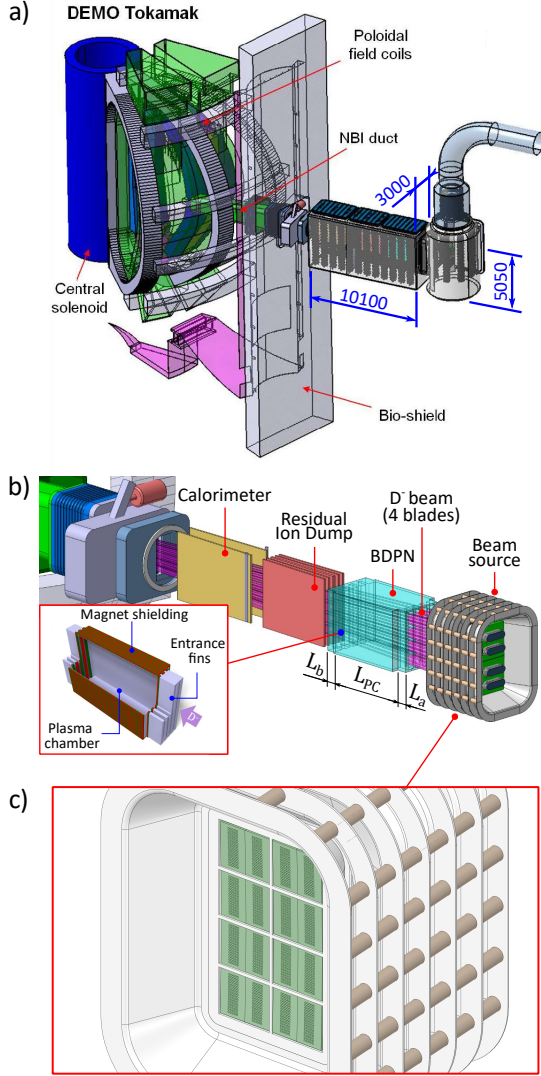 a)
DEMO Tokamak
Poloidal
field coils
NBI duct
3000
5050
10100
Central
solenoid
Bio-shield
b)
Calorimeter
Residual
Ion Dump
D⁻ beam
(4 blades)
BDPN
Beam
source
Magnet shielding
Entrance
fins
Plasma
chamber
D⁻
L_b
L_PC
L_a
c)